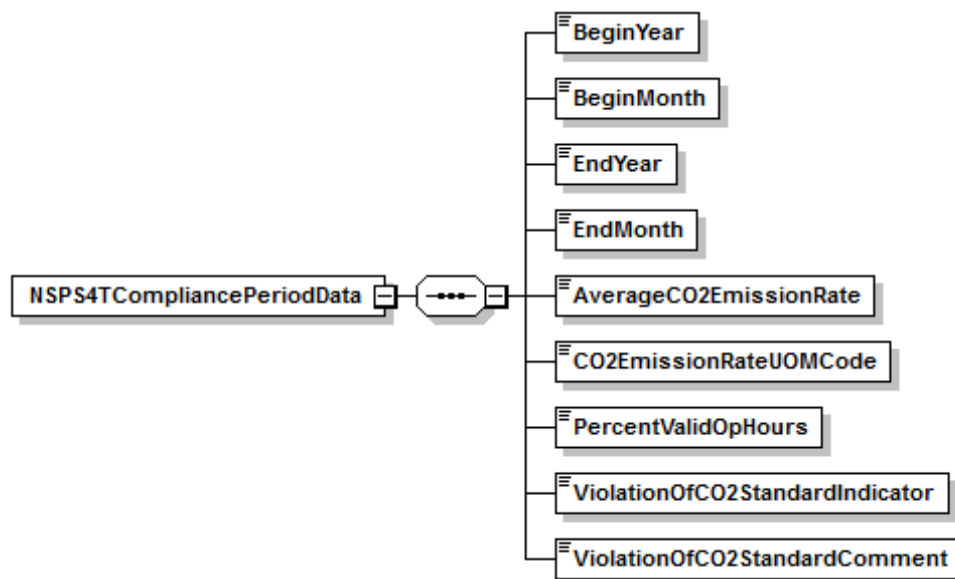 BeginYear
BeginMonth
EndYear
EndMonth
NSPS4TCompliancePeriodData
AverageCO2EmissionRate
CO2EmissionRateUOMCode
PercentValidOpHours
ViolationOfCO2StandardIndicator
ViolationOfCO2StandardComment